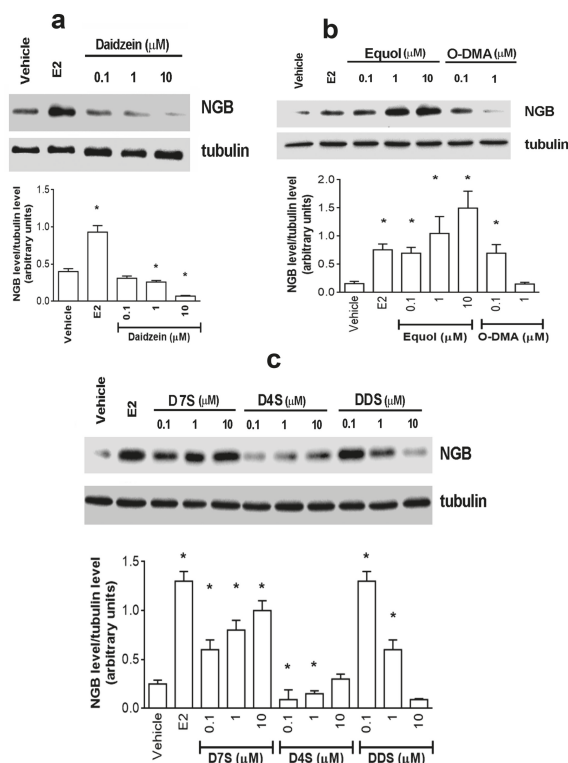 a
Vehicle
E2
Daidzein (μM)
0.1 1 10
NGB
tubulin
NGB level/tubulin level
(arbitrary units)
1.5
1.0
0.5
0.0
*
*
*
Vehicle
E2
0.1
1
10
Daidzein (μM)
b
Vehicle
E2
Equol (μM) O-DMA (μM)
0.1 1 10 0.1 1
NGB
tubulin
NGB level/tubulin level
(arbitrary units)
2.0
1.5
1.0
0.5
0.0
* * * * *
Vehicle
E2
0.1
1
10
0.1
1
Equol (μM) O-DMA (μM)
c
Vehicle
E2
D7S (μM) D4S (μM) DDS (μM)
0.1 1 10 0.1 1 10 0.1 1 10
NGB
tubulin
NGB level/tubulin level
(arbitrary units)
1.5
1.0
0.5
0.0
* * * * * * * *
Vehicle
E2
0.1
1
10
0.1
1
10
0.1
1
10
D7S (μM) D4S (μM) DDS (μM)